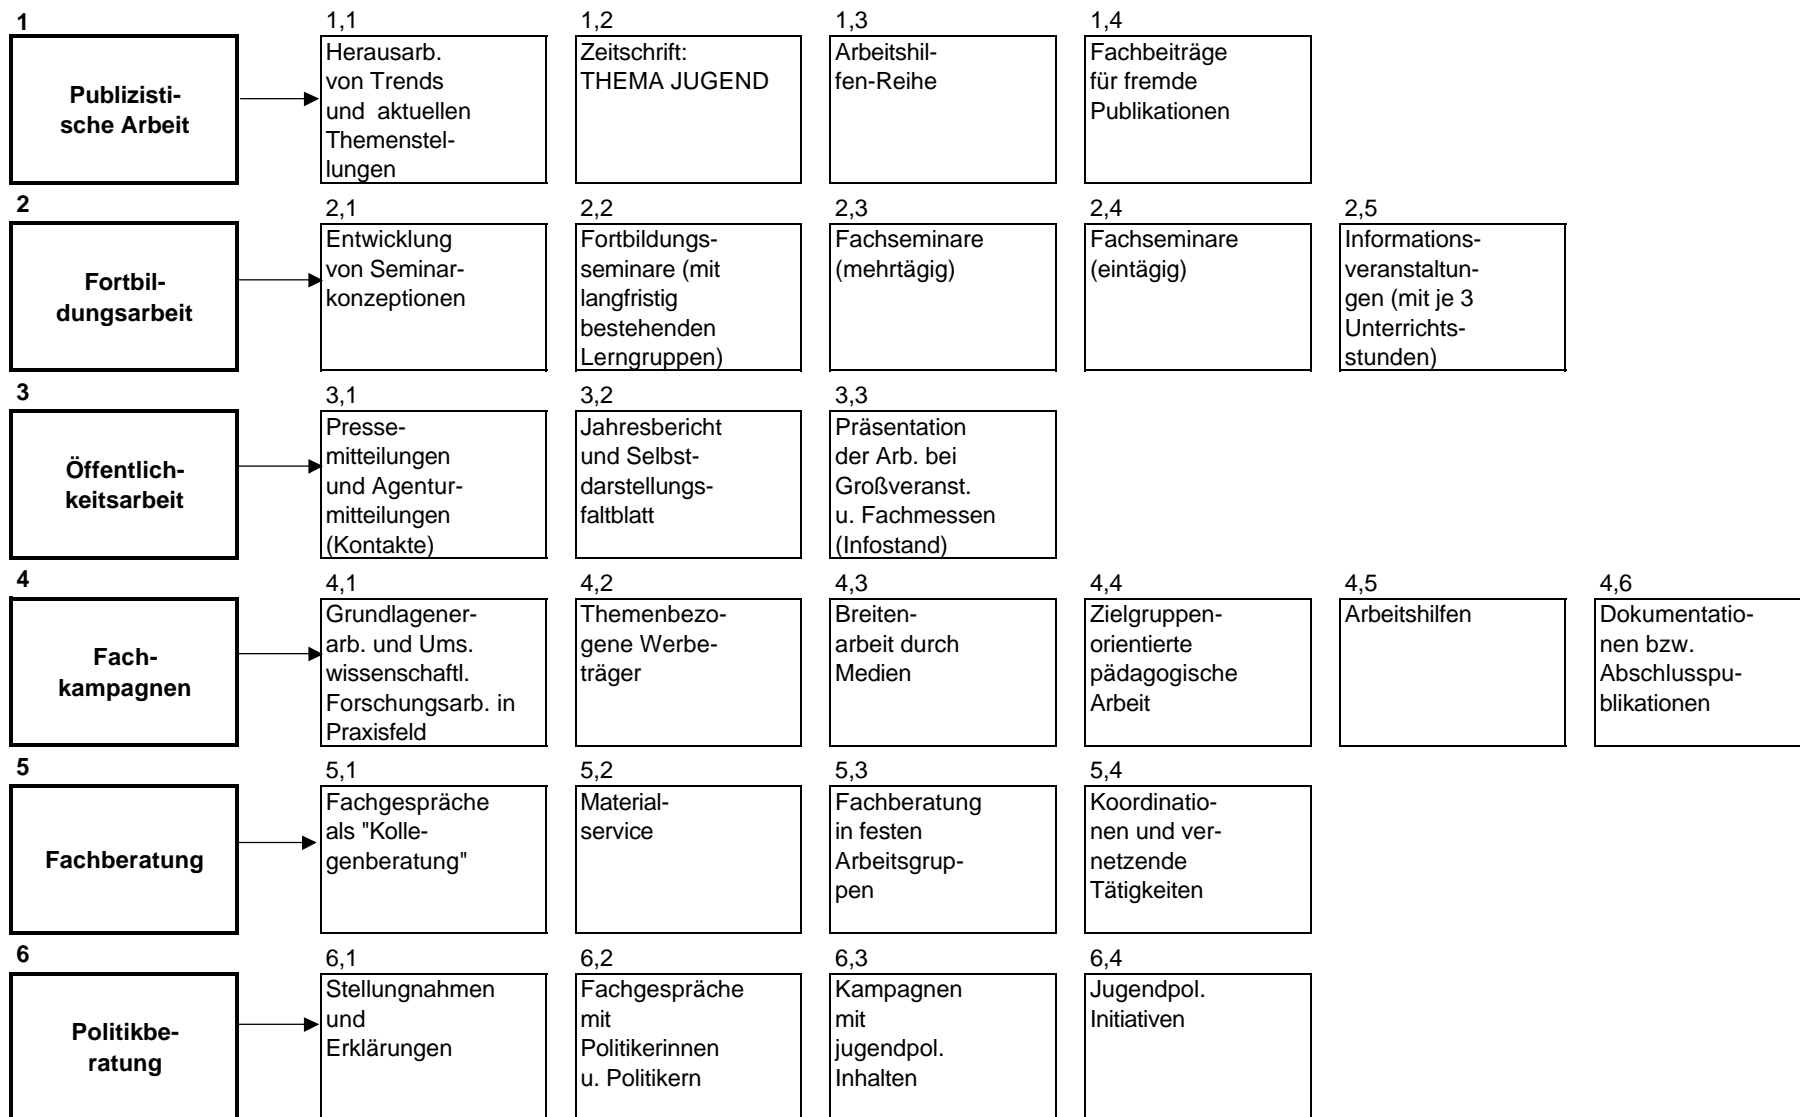 1
Publizisti-
sche Arbeit
1,1
Herausarb.
von Trends
und aktuellen
Themenstel-
lungen
1,2
Zeitschrift:
THEMA JUGEND
1,3
Arbeitshil-
fen-Reihe
1,4
Fachbeiträge
für fremde
Publikationen
2
Fortbil-
dungsarbeit
2,1
Entwicklung
von Seminar-
konzeptionen
2,2
Fortbildungs-
seminare (mit
langfristig
bestehenden
Lerngruppen)
2,3
Fachseminare
(mehrtägig)
2,4
Fachseminare
(eintägig)
2,5
Informations-
veranstaltun-
gen (mit je 3
Unterrichts-
stunden)
3
Öffentlich-
keitsarbeit
3,1
Presse-
mitteilungen
und Agentur-
mitteilungen
(Kontakte)
3,2
Jahresbericht
und Selbst-
darstellungs-
faltblatt
3,3
Präsentation
der Arb. bei
Großveranst.
u. Fachmessen
(Infostand)
4
Fach-
kampagnen
4,1
Grundlagener-
arb. und Ums.
wissenschaftl.
Forschungsarb. in
Praxisfeld
4,2
Themenbezo-
gene Werbe-
träger
4,3
Breiten-
arbeit durch
Medien
4,4
Zielgruppen-
orientierte
pädagogische
Arbeit
4,5
Arbeitshilfen
4,6
Dokumentatio-
nen bzw.
Abschlusspu-
blikationen
5
Fachberatung
5,1
Fachgespräche
als "Kolle-
genberatung"
5,2
Material-
service
5,3
Fachberatung
in festen
Arbeitsgrup-
pen
5,4
Koordinatio-
nen und ver-
netzende
Tätigkeiten
6
Politikbe-
ratung
6,1
Stellungnahmen
und
Erklärungen
6,2
Fachgespräche
mit
Politikerinnen
u. Politikern
6,3
Kampagnen
mit
jugendpol.
Inhalten
6,4
Jugendpol.
Initiativen